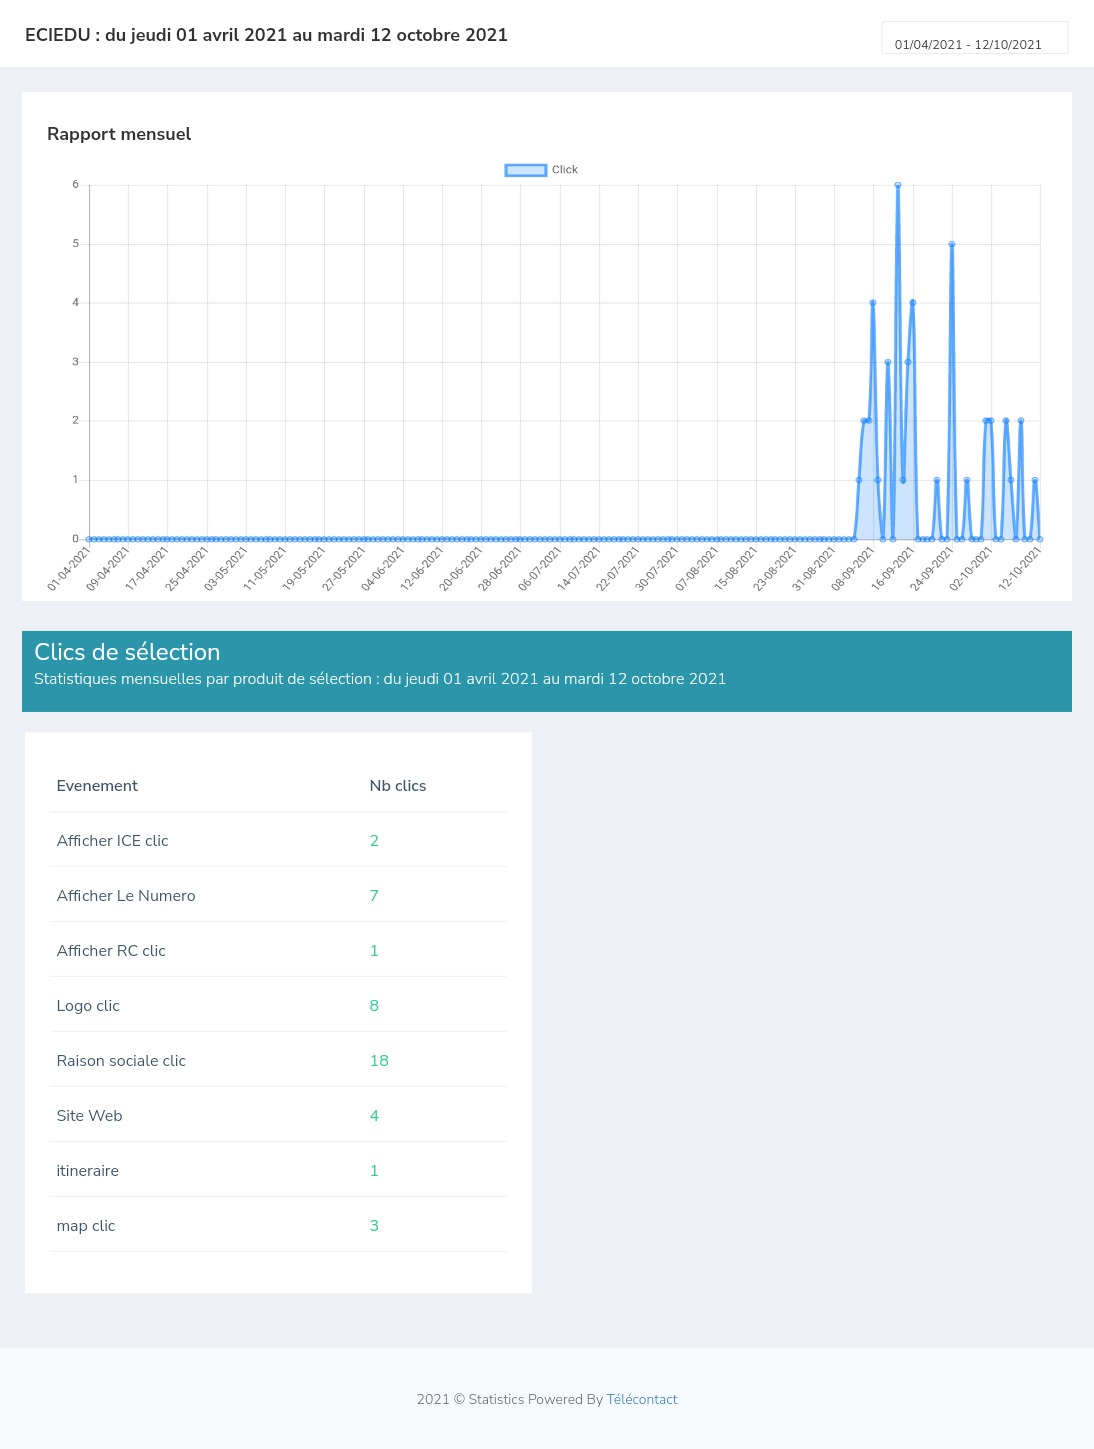 ECIEDU : du jeudi 01 avril 2021 au mardi 12 octobre 2021
01/04/2021 - 12/10/2021
Rapport mensuel
Click
6
5
4
3
2
1
0
01-04-2021 09-04-2021 17-04-2021 25-04-2021 03-05-2021 11-05-2021 19-05-2021 27-05-2021 04-06-2021 12-06-2021 20-06-2021 28-06-2021 06-07-2021 14-07-2021 22-07-2021 30-07-2021 07-08-2021 15-08-2021 23-08-2021 31-08-2021 08-09-2021 16-09-2021 24-09-2021 02-10-2021 12-10-2021
Clics de sélection
Statistiques mensuelles par produit de sélection : du jeudi 01 avril 2021 au mardi 12 octobre 2021
Evenement Nb clics
Afficher ICE clic 2
Afficher Le Numero 7
Afficher RC clic 1
Logo clic 8
Raison sociale clic 18
Site Web 4
itineraire 1
map clic 3
2021 © Statistics Powered By Télécontact